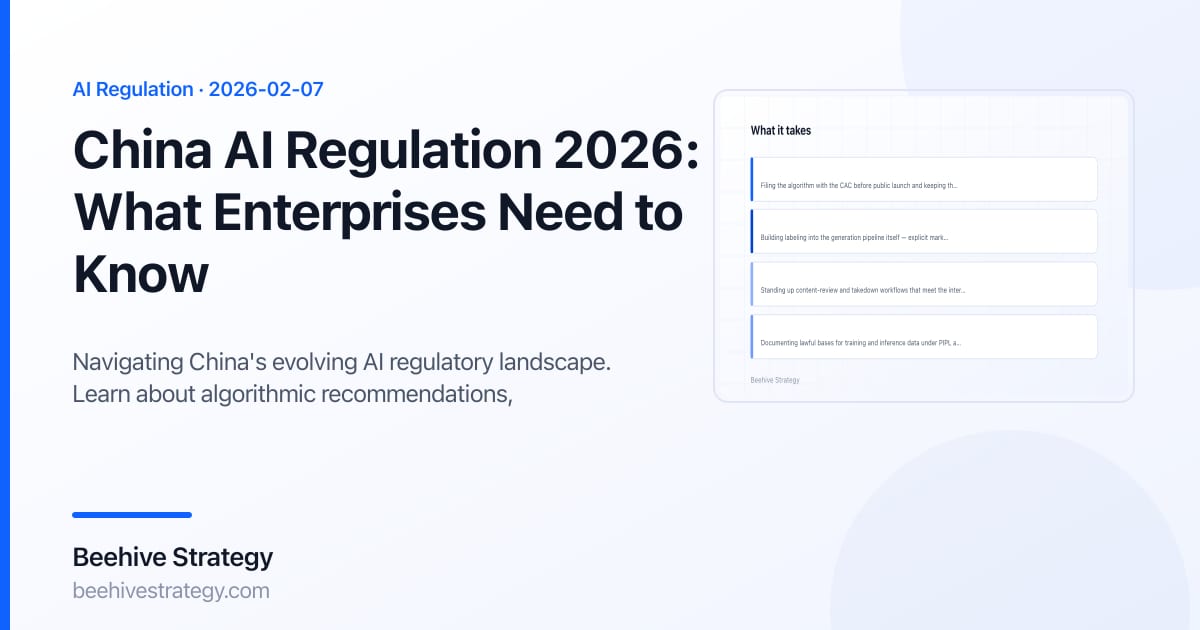 AI Regulation · 2026-02-07
China AI Regulation 2026:
What Enterprises Need to
Know
Navigating China's evolving AI regulatory landscape.
Learn about algorithmic recommendations,
Beehive Strategy
beehivestrategy.com
What it takes
Filing the algorithm with the CAC before public launch and keeping th...
Building labeling into the generation pipeline itself — explicit mark...
Standing up content-review and takedown workflows that meet the inter...
Documenting lawful bases for training and inference data under PIPL a...
Beehive Strategy